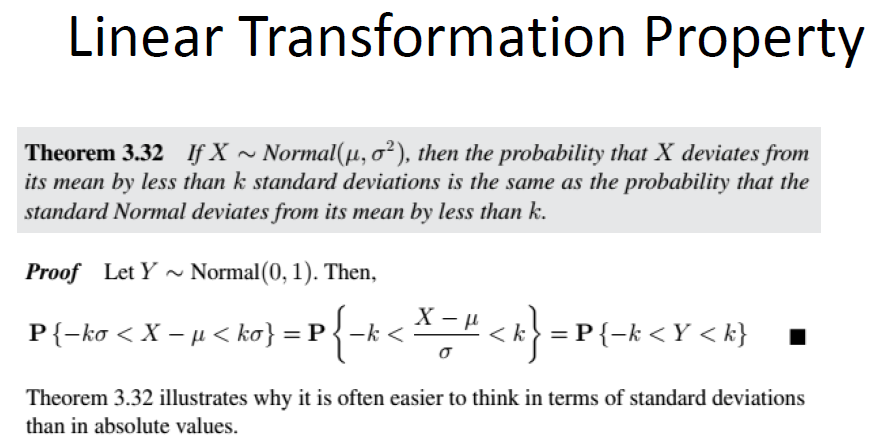 Linear Transformation Property
Theorem 3.32 If X ∼ Normal(μ, σ²), then the probability that X deviates from
its mean by less than k standard deviations is the same as the probability that the
standard Normal deviates from its mean by less than k.
Proof Let Y ∼ Normal(0, 1). Then,
P{−kσ < X − μ < kσ} = P{−k < (X − μ)/σ < k} = P{−k < Y < k} ■
Theorem 3.32 illustrates why it is often easier to think in terms of standard deviations
than in absolute values.